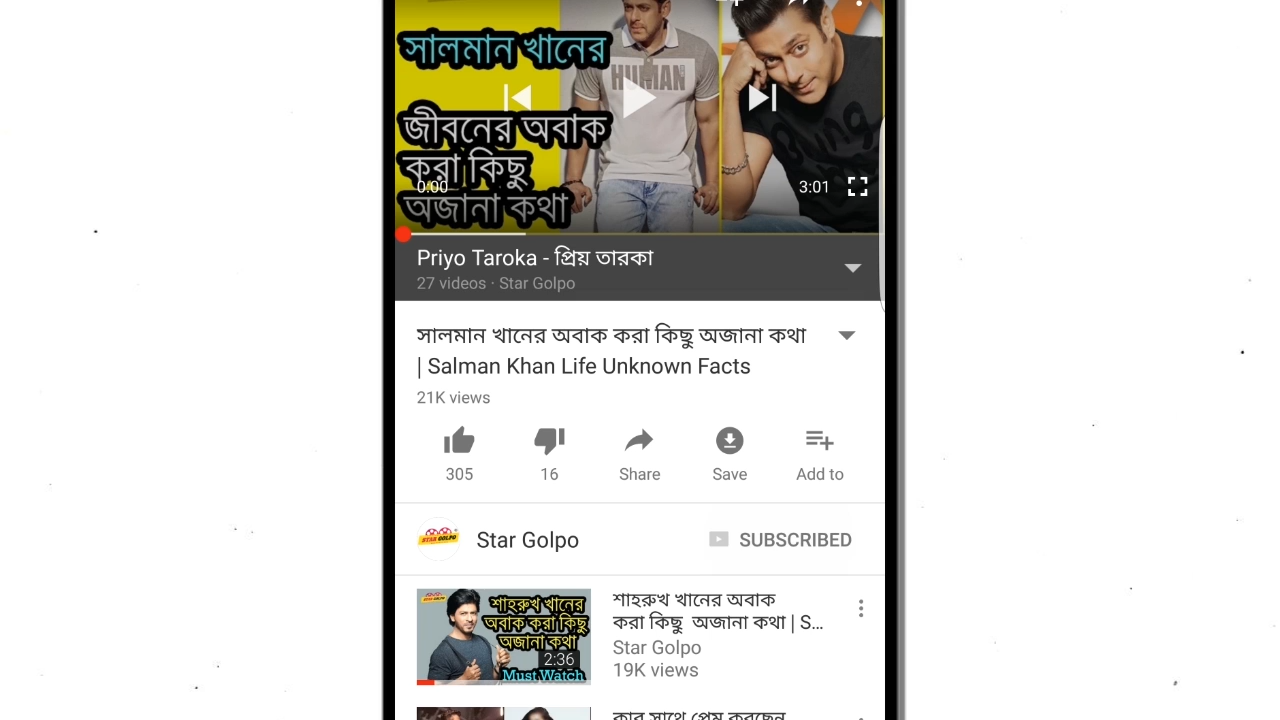 সালমান খানের
HUMAN
জীবনের অবাক
করা কিছু
অজানা কথা
0:00
3:01
Priyo Taroka - প্রিয় তারকা
27 videos · Star Golpo
সালমান খানের অবাক করা কিছু অজানা কথা
| Salman Khan Life Unknown Facts
21K views
305
16
Share
Save
Add to
STAR GOLPO
Star Golpo
SUBSCRIBED
শাহরুখ খানের
অবাক করা কিছু
অজানা কথা
2:36
Must Watch
শাহরুখ খানের অবাক
করা কিছু অজানা কথা | S...
Star Golpo
19K views
কার সাথে প্রেম করছেন